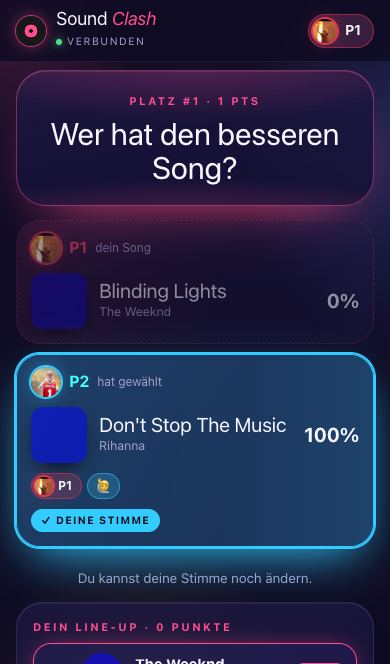 Sound Clash
VERBUNDEN
P1
PLATZ #1 · 1 PTS
Wer hat den besseren
Song?
P1 dein Song
Blinding Lights
The Weeknd
0%
P2 hat gewählt
Don't Stop The Music
Rihanna
100%
P1
✓ DEINE STIMME
Du kannst deine Stimme noch ändern.
DEIN LINE-UP · 0 PUNKTE
The Weeknd